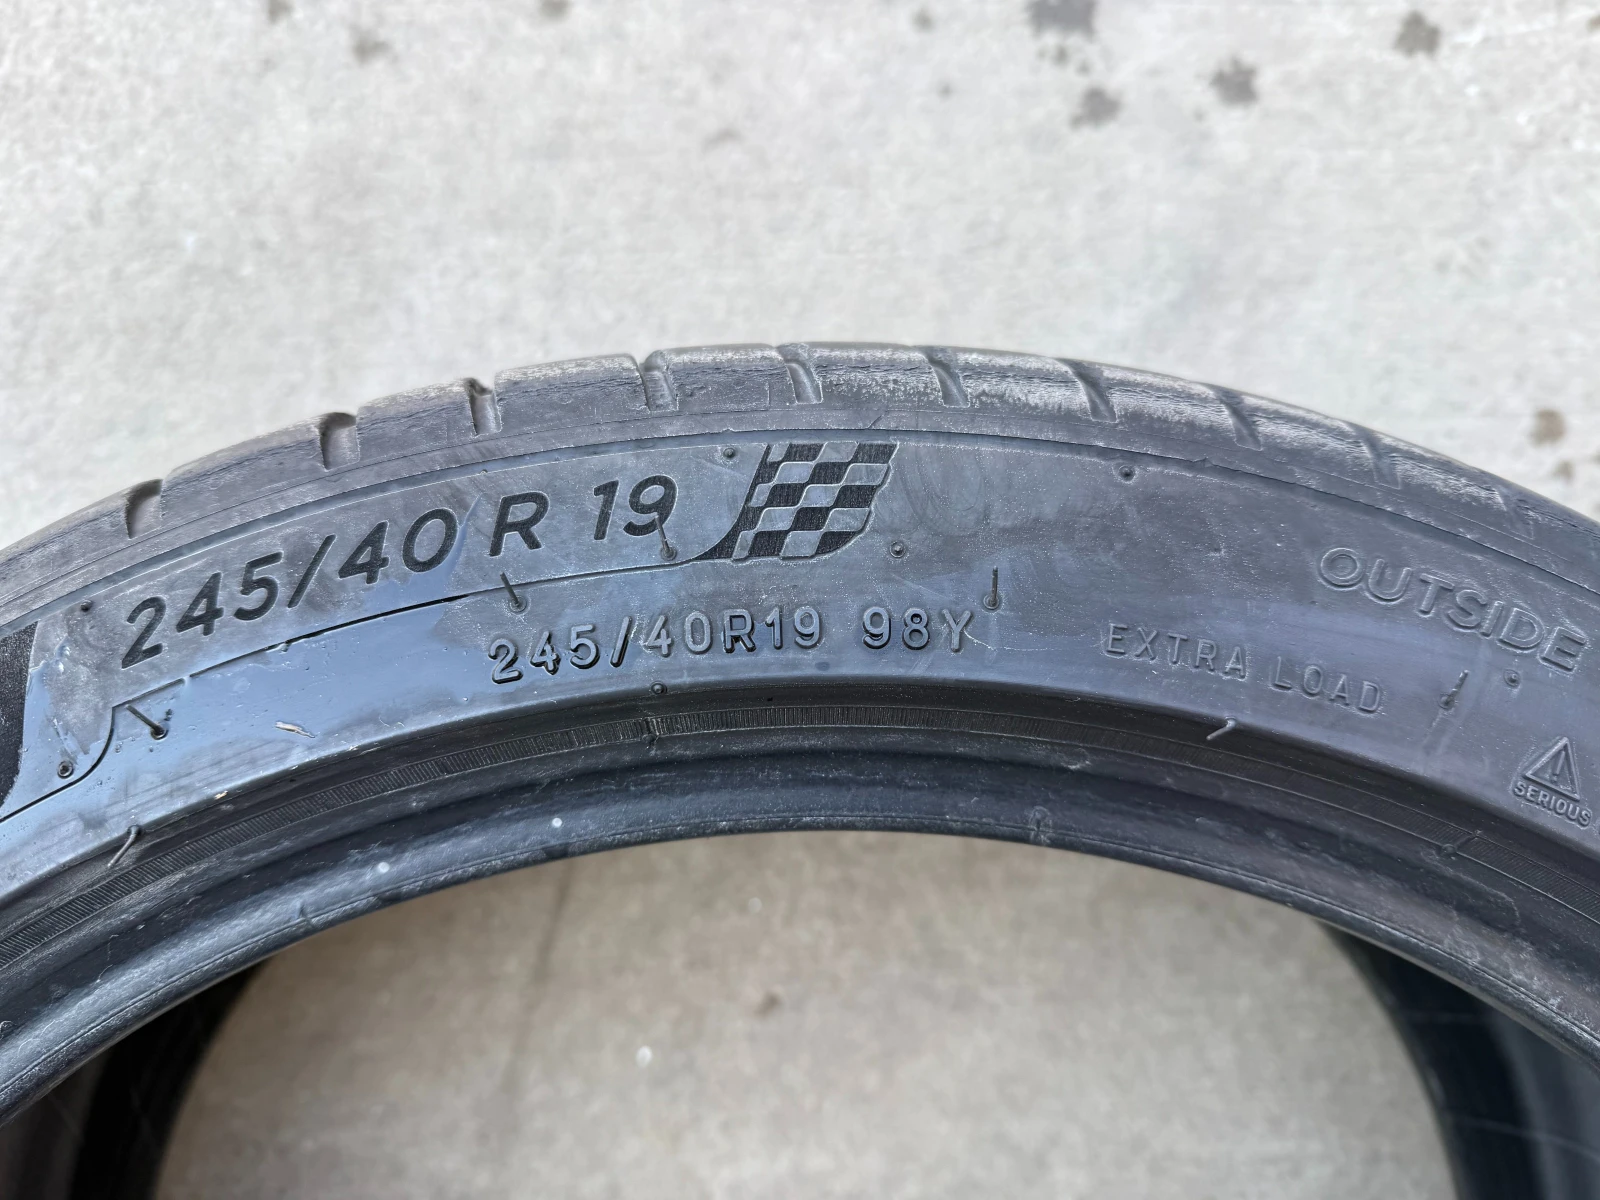 245/40 R 19
245/40R19 98Y
EXTRA LOAD
OUTSIDE
SERIOUS